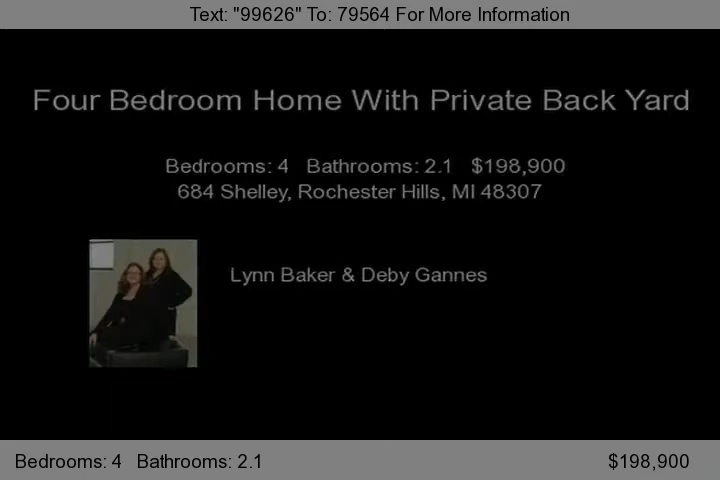 Text: "99626" To: 79564 For More Information
Four Bedroom Home With Private Back Yard
Bedrooms: 4 Bathrooms: 2.1 $198,900
684 Shelley, Rochester Hills, MI 48307
Lynn Baker & Deby Gannes
Bedrooms: 4 Bathrooms: 2.1 $198,900